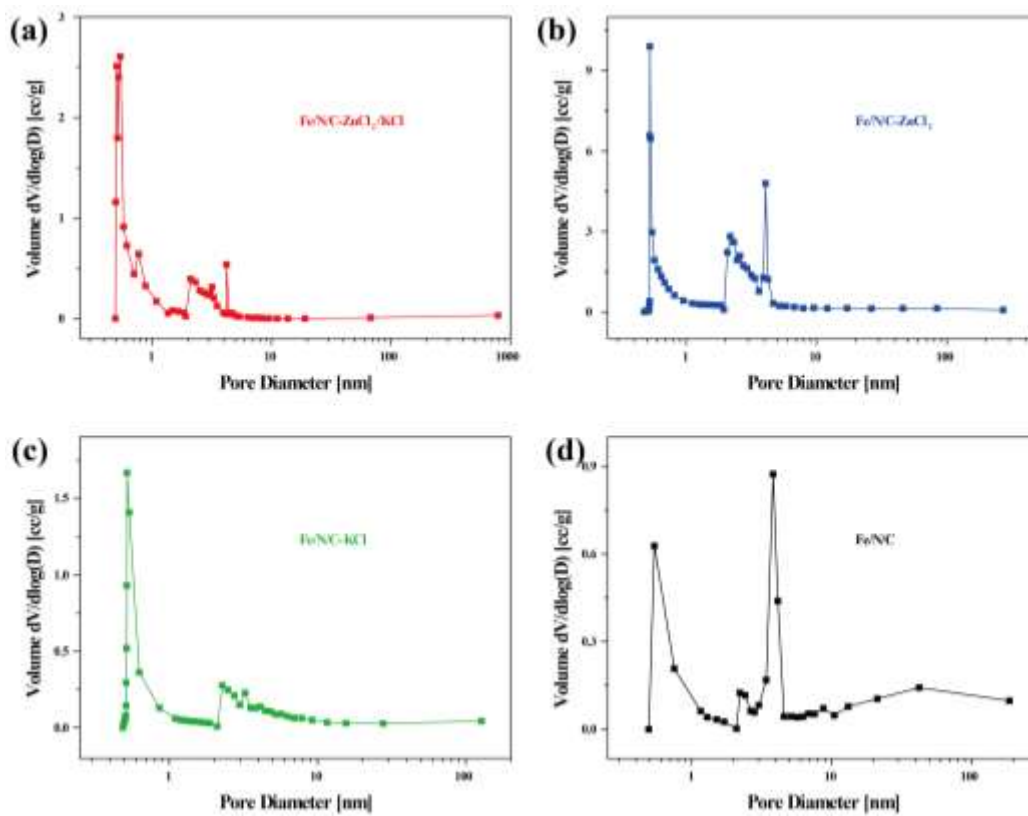 (a)
3
2
1
0
Volume dV/dlog(D) [cc/g]
Fe/N/C-ZnCl2/KCl
1 10 100 1000
Pore Diameter [nm]
(b)
9
6
3
0
Volume dV/dlog(D) [cc/g]
Fe/N/C-ZnCl2
1 10 100
Pore Diameter [nm]
(c)
1.5
1.0
0.5
0.0
Volume dV/dlog(D) [cc/g]
Fe/N/C-KCl
1 10 100
Pore Diameter [nm]
(d)
0.9
0.6
0.3
0.0
Volume dV/dlog(D) [cc/g]
Fe/N/C
1 10 100
Pore Diameter [nm]